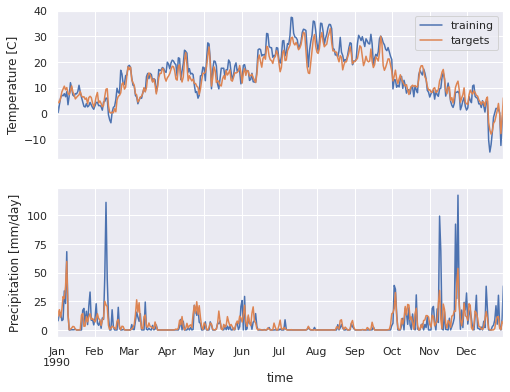 40
30
20
10
0
−10
Temperature [C]
training
targets
100
75
50
25
0
Precipitation [mm/day]
Jan Feb Mar Apr May Jun Jul Aug Sep Oct Nov Dec
1990
time